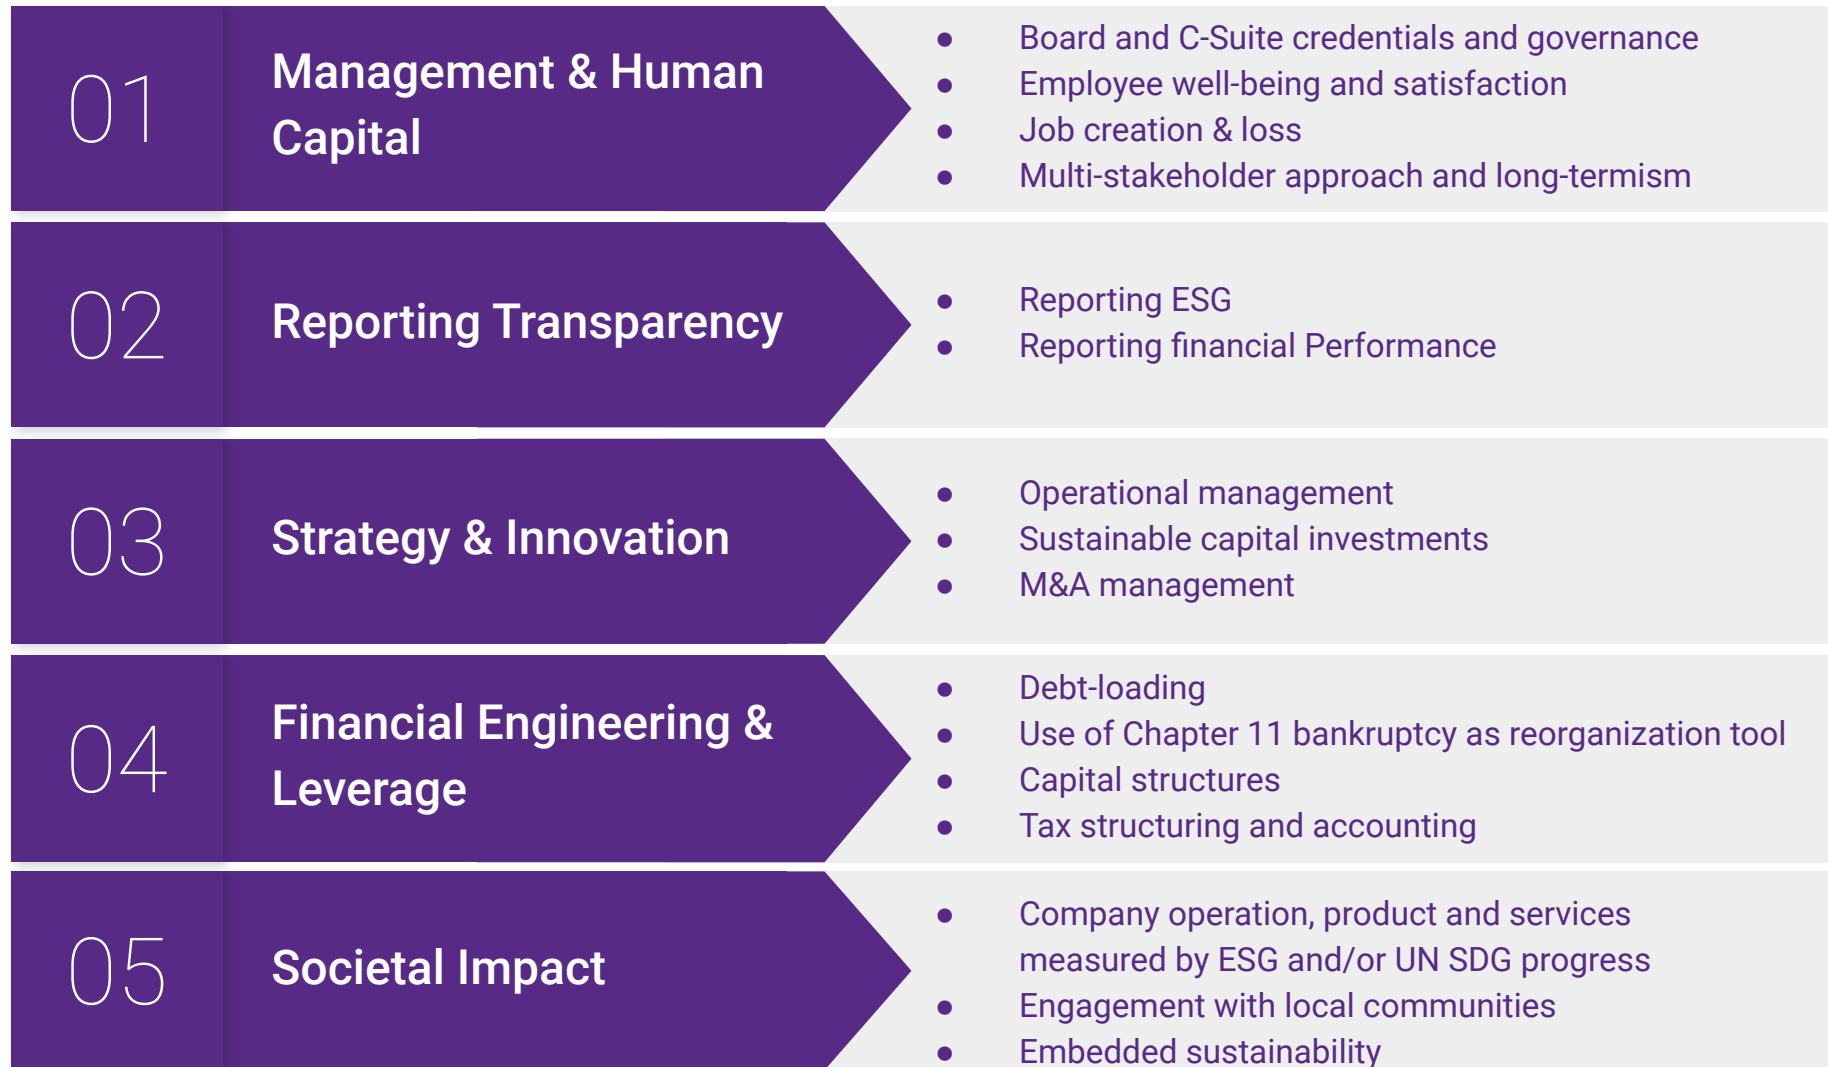 01
Management & Human
Capital
● Board and C-Suite credentials and governance
● Employee well-being and satisfaction
● Job creation & loss
● Multi-stakeholder approach and long-termism
02
Reporting Transparency
● Reporting ESG
● Reporting financial Performance
03
Strategy & Innovation
● Operational management
● Sustainable capital investments
● M&A management
04
Financial Engineering &
Leverage
● Debt-loading
● Use of Chapter 11 bankruptcy as reorganization tool
● Capital structures
● Tax structuring and accounting
05
Societal Impact
● Company operation, product and services
measured by ESG and/or UN SDG progress
● Engagement with local communities
● Embedded sustainability